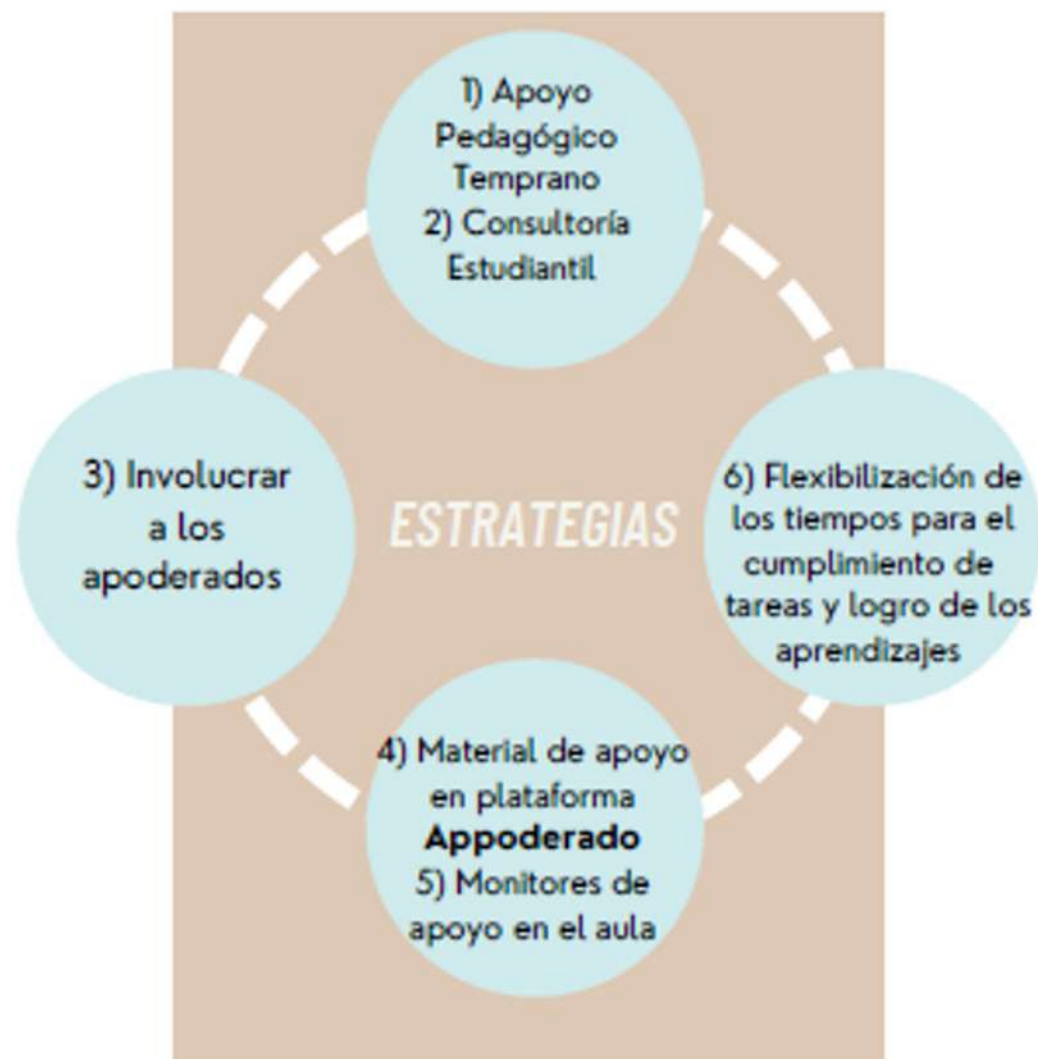 1) Apoyo
Pedagógico
Temprano
2) Consultoría
Estudiantil
3) Involucrar
a los
apoderados
ESTRATEGIAS
6) Flexibilización de
los tiempos para el
cumplimiento de
tareas y logro de los
aprendizajes
4) Material de apoyo
en plataforma
Appoderado
5) Monitores de
apoyo en el aula